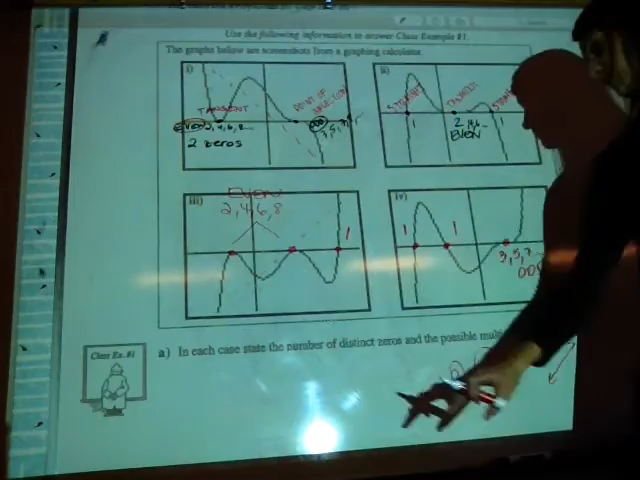 Use the following information to answer Class Example #1.
The graphs below are screenshots from a graphing calculator.
i)
TANGENT
EVEN 2, 4, 6, 8...
2 zeros
POINT OF INFLECTION
ODD
3, 5, 7,
ii)
STRAIGHT
TANGENT
1
2, 4, 6..
EVEN
1
iii)
EVEN
2, 4, 6, 8
1
iv)
1
1
3, 5, 7
ODD
Class Ex. #1
a) In each case state the number of distinct zeros and the possible